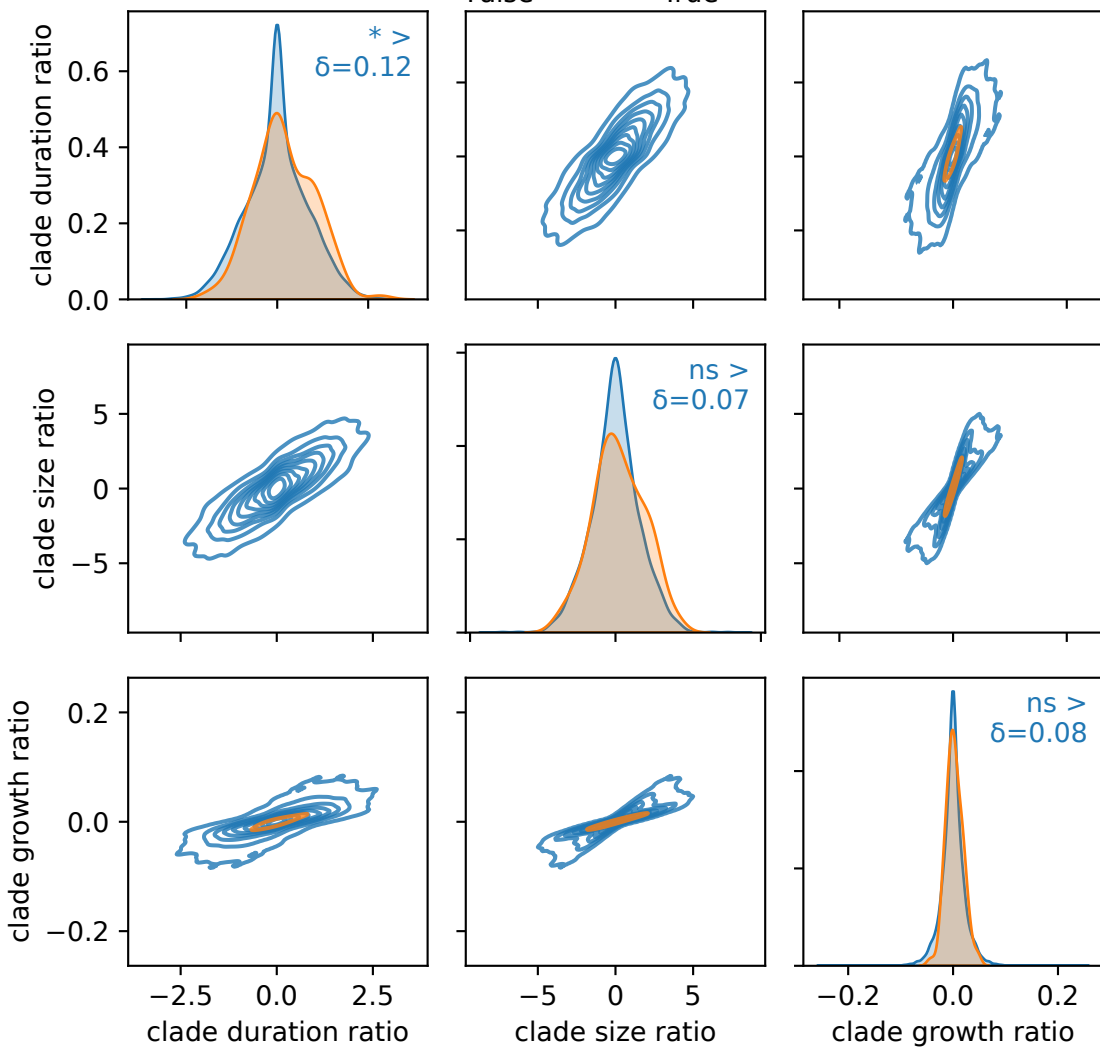 clade duration ratio
0.6
0.4
0.2
0.0
* >
δ=0.12
clade size ratio
5
0
−5
ns >
δ=0.07
clade growth ratio
0.2
0.0
−0.2
ns >
δ=0.08
−2.5 0.0 2.5
−5 0 5
−0.2 0.0 0.2
clade duration ratio
clade size ratio
clade growth ratio